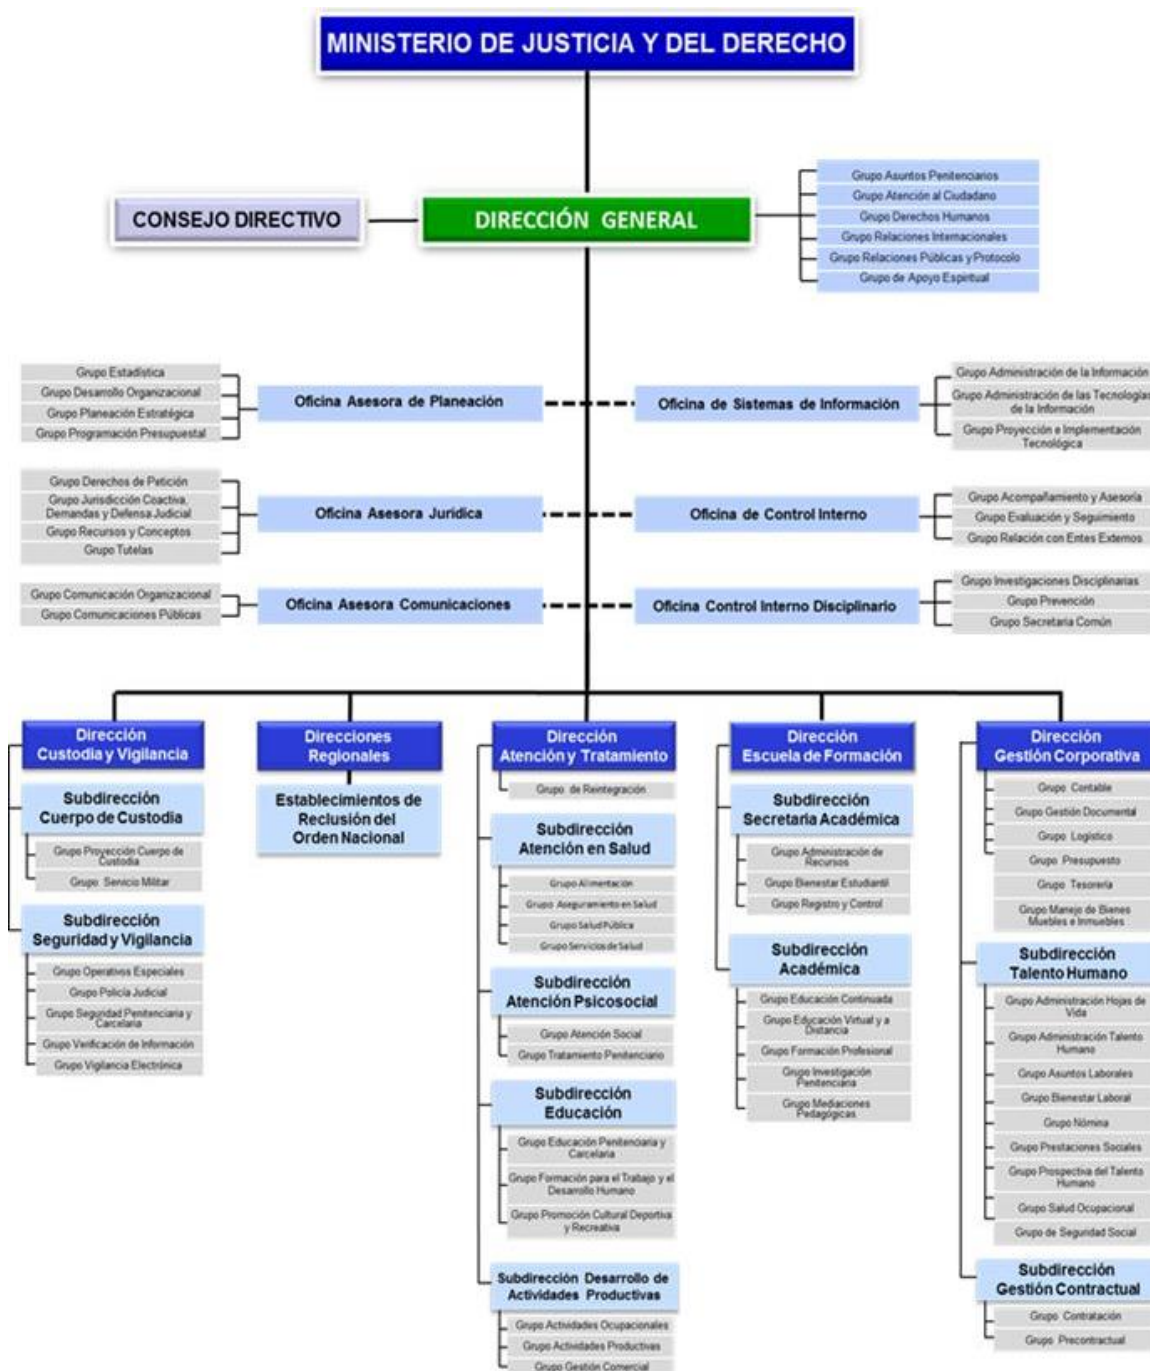 MINISTERIO DE JUSTICIA Y DEL DERECHO
CONSEJO DIRECTIVO
DIRECCIÓN GENERAL
Grupo Asuntos Penitenciarios
Grupo Atención al Ciudadano
Grupo Derechos Humanos
Grupo Relaciones Internacionales
Grupo Relaciones Públicas y Protocolo
Grupo de Apoyo Espiritual
Grupo Estadística
Grupo Desarrollo Organizacional
Grupo Planeación Estratégica
Grupo Programación Presupuestal
Oficina Asesora de Planeación
Oficina de Sistemas de Información
Grupo Administración de la Información
Grupo Administración de las Tecnologías
de la Información
Grupo Proyección e Implementación
Tecnológica
Grupo Derechos de Petición
Grupo Jurisdicción Coactiva,
Demandas y Defensa Judicial
Grupo Recursos y Conceptos
Grupo Tutelas
Oficina Asesora Jurídica
Oficina de Control Interno
Grupo Acompañamiento y Asesoría
Grupo Evaluación y Seguimiento
Grupo Relación con Entes Externos
Grupo Comunicación Organizacional
Grupo Comunicaciones Públicas
Oficina Asesora Comunicaciones
Oficina Control Interno Disciplinario
Grupo Investigaciones Disciplinarias
Grupo Prevención
Grupo Secretaria Común
Dirección
Custodia y Vigilancia
Subdirección
Cuerpo de Custodia
Grupo Proyección Cuerpo de
Custodia
Grupo Servicio Militar
Subdirección
Seguridad y Vigilancia
Grupo Operativos Especiales
Grupo Policía Judicial
Grupo Seguridad Penitenciaria y
Carcelaria
Grupo Verificación de Información
Grupo Vigilancia Electrónica
Direcciones
Regionales
Establecimientos de
Reclusión del
Orden Nacional
Dirección
Atención y Tratamiento
Grupo de Reintegración
Subdirección
Atención en Salud
Grupo Alimentación
Grupo Aseguramiento en Salud
Grupo Salud Pública
Grupo Servicios de Salud
Subdirección
Atención Psicosocial
Grupo Atención Social
Grupo Tratamiento Penitenciario
Subdirección
Educación
Grupo Educación Penitenciaria y
Carcelaria
Grupo Formación para el Trabajo y el
Desarrollo Humano
Grupo Promoción Cultural Deportiva
y Recreativa
Subdirección Desarrollo de
Actividades Productivas
Grupo Actividades Ocupacionales
Grupo Actividades Productivas
Grupo Gestión Comercial
Dirección
Escuela de Formación
Subdirección
Secretaria Académica
Grupo Administración de
Recursos
Grupo Bienestar Estudiantil
Grupo Registro y Control
Subdirección
Académica
Grupo Educación Continuada
Grupo Educación Virtual y a
Distancia
Grupo Formación Profesional
Grupo Investigación
Penitenciaria
Grupo Mediaciones
Pedagógicas
Dirección
Gestión Corporativa
Grupo Contable
Grupo Gestión Documental
Grupo Logístico
Grupo Presupuesto
Grupo Tesorería
Grupo Manejo de Bienes
Muebles e Inmuebles
Subdirección
Talento Humano
Grupo Administración Hojas de
Vida
Grupo Administración Talento
Humano
Grupo Asuntos Laborales
Grupo Bienestar Laboral
Grupo Nómina
Grupo Prestaciones Sociales
Grupo Prospectiva del Talento
Humano
Grupo Salud Ocupacional
Grupo de Seguridad Social
Subdirección
Gestión Contractual
Grupo Contratación
Grupo Precontractual